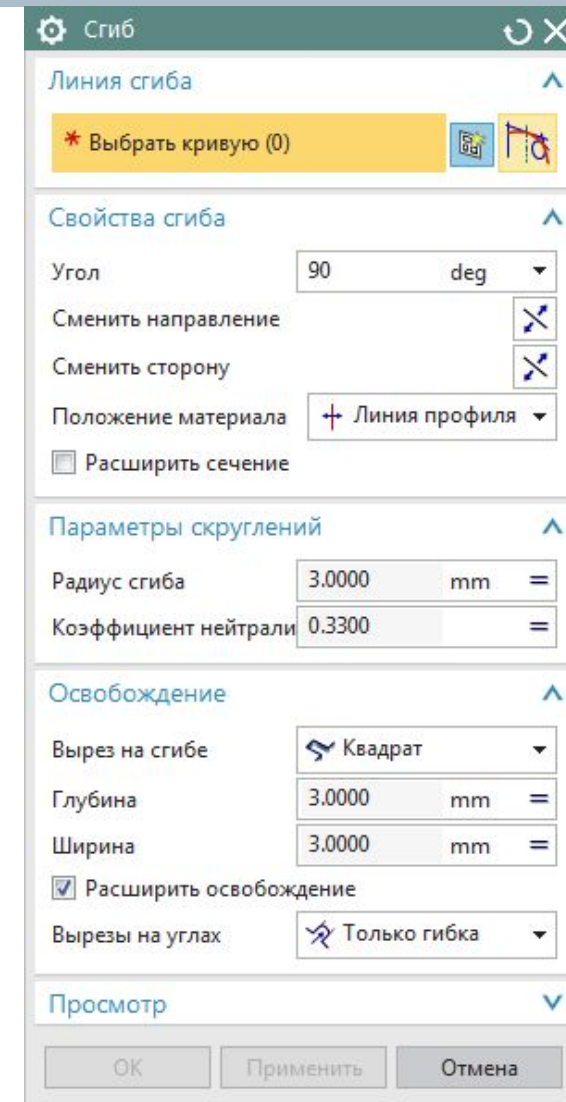 Сгиб
Линия сгиба
* Выбрать кривую (0)
Свойства сгиба
Угол 90 deg
Сменить направление
Сменить сторону
Положение материала Линия профиля
Расширить сечение
Параметры скруглений
Радиус сгиба 3.0000 mm =
Коэффициент нейтрали 0.3300 =
Освобождение
Вырез на сгибе Квадрат
Глубина 3.0000 mm =
Ширина 3.0000 mm =
Расширить освобождение
Вырезы на углах Только гибка
Просмотр
ОК Применить Отмена